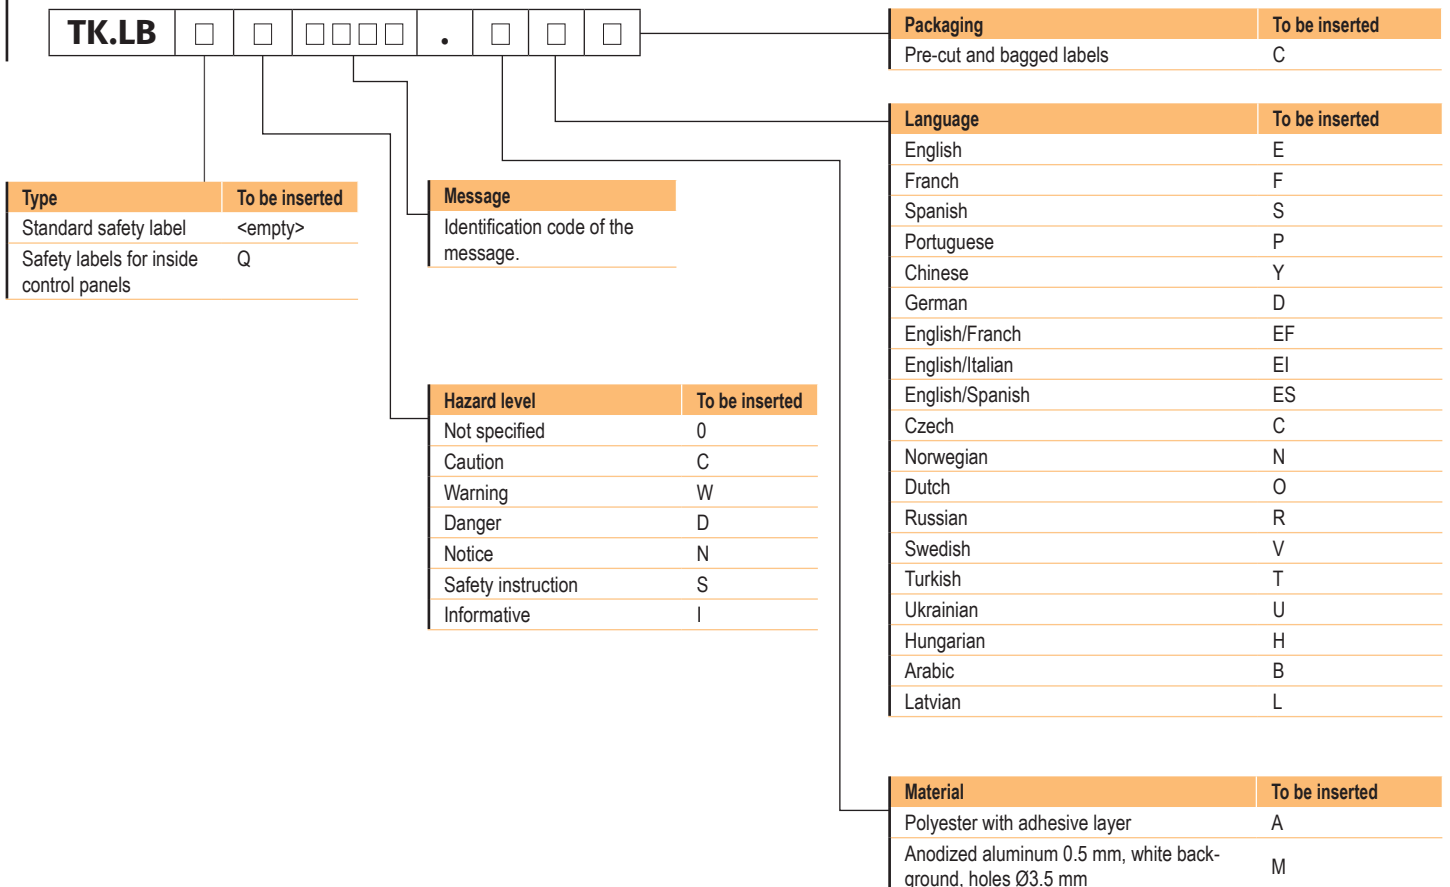 TK.LB □ □ □□□□ . □ □ □
Packaging To be inserted
Pre-cut and bagged labels C
Language To be inserted
English E
Franch F
Spanish S
Portuguese P
Chinese Y
German D
English/Franch EF
English/Italian EI
English/Spanish ES
Czech C
Norwegian N
Dutch O
Russian R
Swedish V
Turkish T
Ukrainian U
Hungarian H
Arabic B
Latvian L
Type To be inserted
Standard safety label <empty>
Safety labels for inside Q
control panels
Message
Identification code of the
message.
Hazard level To be inserted
Not specified 0
Caution C
Warning W
Danger D
Notice N
Safety instruction S
Informative I
Material To be inserted
Polyester with adhesive layer A
Anodized aluminum 0.5 mm, white back-
M
ground, holes Ø3.5 mm